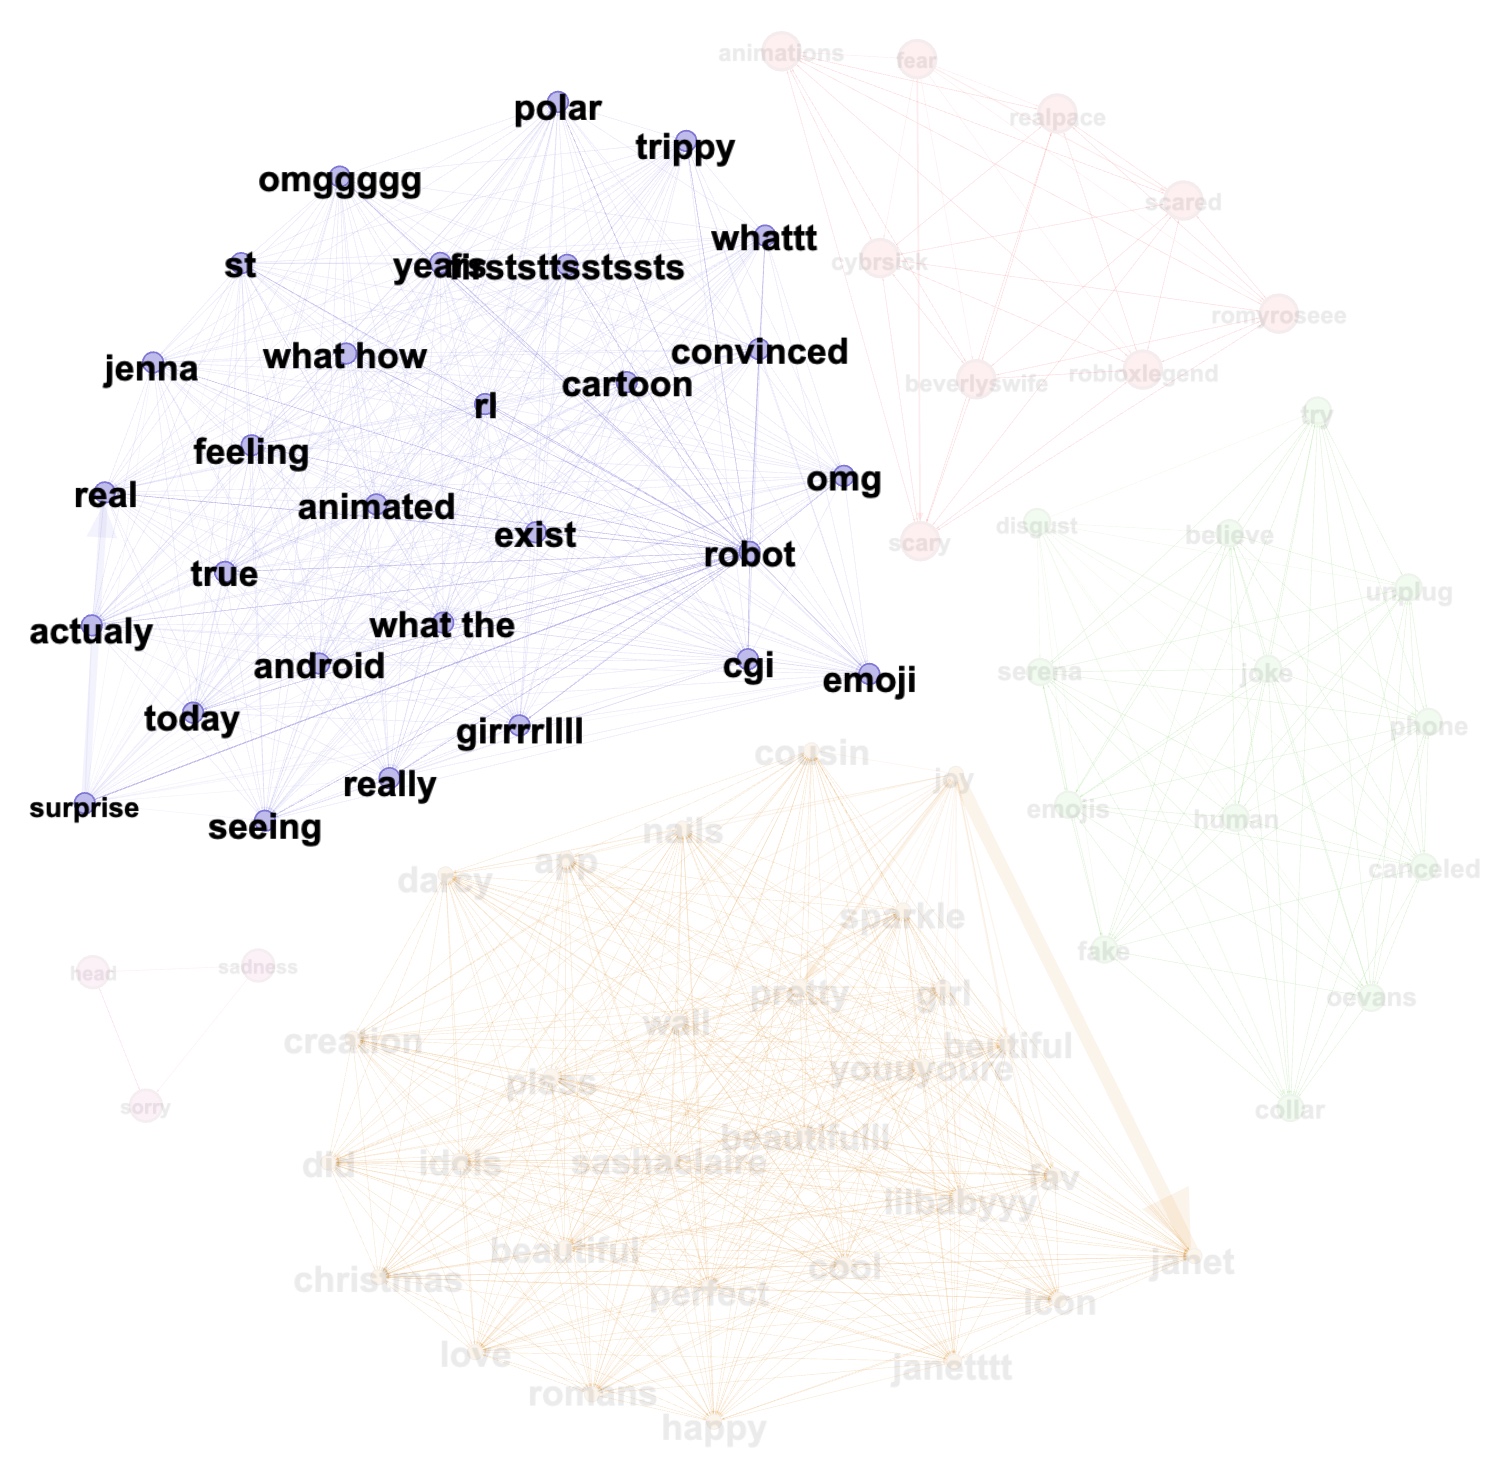 animations
fear
polar
realpace
trippy
omggggg
scared
whattt
cybrsick
st
years
firststtsstssts
romyroseee
convinced
what how
jenna
cartoon
robloxlegend
beverlyswife
rl
try
feeling
omg
real
animated
disgust
exist
believe
scary
robot
true
unplug
what the
actualy
android
cgi
serena
joke
emoji
today
phone
girrrrllll
cousin
joy
really
surprise
emojis
human
seeing
nails
app
canceled
darcy
sparkle
fake
sadness
head
pretty
girl
oevans
wall
creation
beutiful
youuyoure
plsss
sorry
collar
beautifulll
did
idols
sashaclaire
fav
lilbabyyy
beautiful
janet
cool
christmas
perfect
icon
love
janetttt
romans
happy